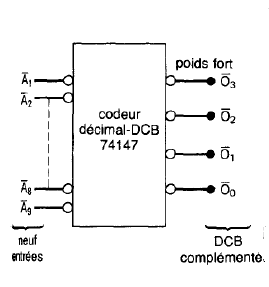 poids fort
Ā₁
Ā₂
Ā₈
Ā₉
codeur
décimal-DCB
74147
Ō₃
Ō₂
Ō₁
Ō₀
neuf
entrées
DCB
complémenté.